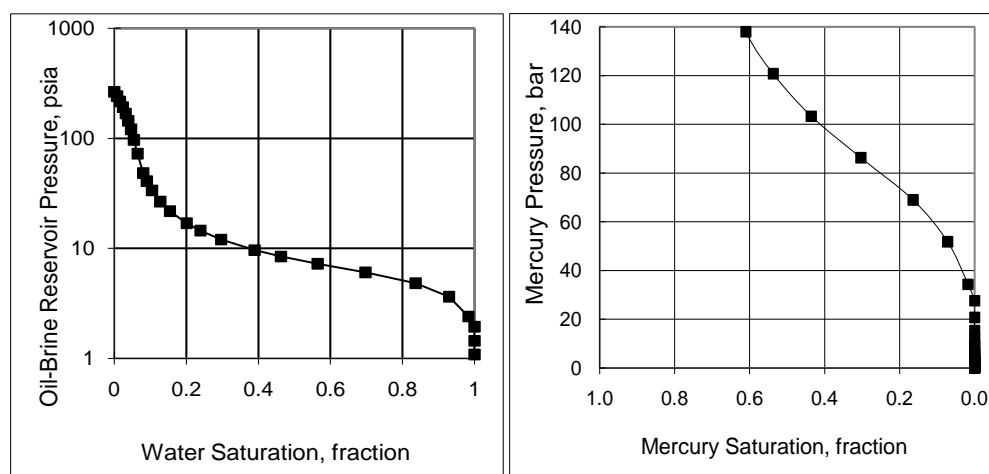 Oil-Brine Reservoir Pressure, psia
1000
100
10
1
0 0.2 0.4 0.6 0.8 1
Water Saturation, fraction
Mercury Pressure, bar
140
120
100
80
60
40
20
0
1.0 0.8 0.6 0.4 0.2 0.0
Mercury Saturation, fraction